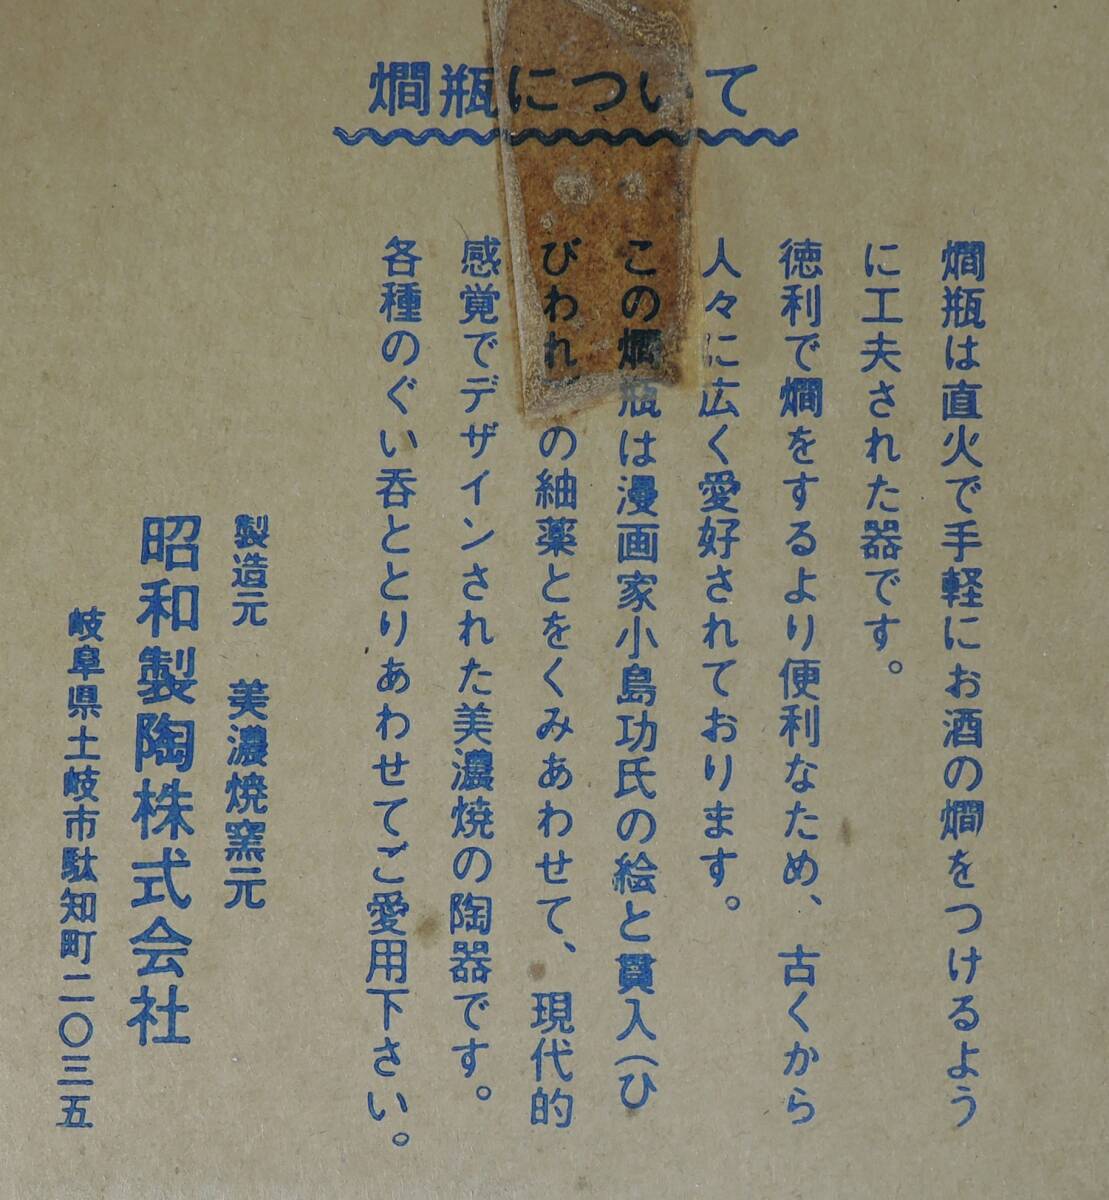 燗瓶について
燗瓶は直火で手軽にお酒の燗をつけるよう
に工夫された器です。
徳利で燗をするより便利なため、古くから
人々に広く愛好されております。
この燗瓶は漫画家小島功氏の絵と貫入(ひ
びわれ の紬薬とをくみあわせて、現代的
感覚でデザインされた美濃焼の陶器です。
各種のぐい呑ととりあわせてご愛用下さい。
製造元 美濃焼窯元
昭和製陶株式会社
岐阜県土岐市駄知町二〇三五